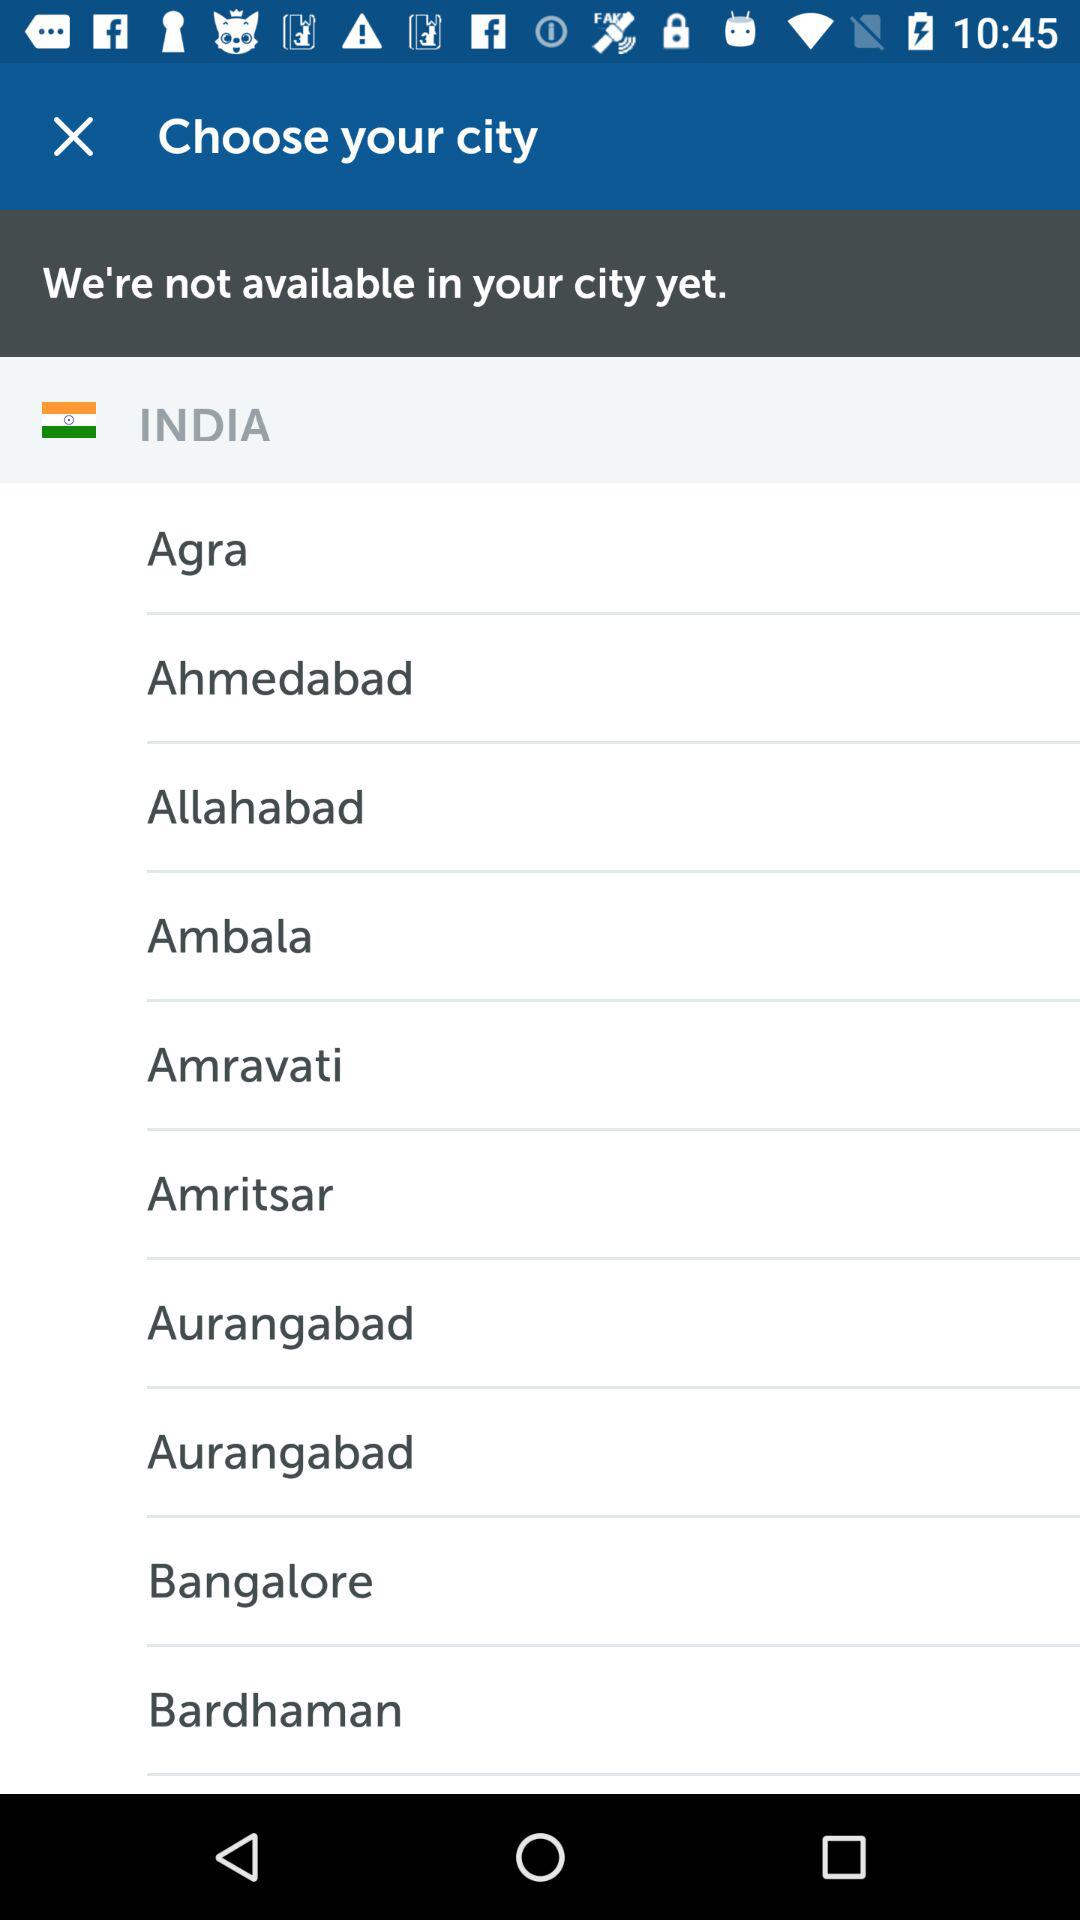 10:45
Choose your city
We're not available in your city yet.
INDIA
Agra
Ahmedabad
Allahabad
Ambala
Amravati
Amritsar
Aurangabad
Aurangabad
Bangalore
Bardhaman